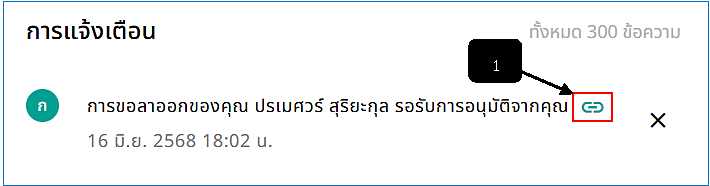 การแจ้งเตือน
ทั้งหมด 300 ข้อความ
1
ก
การขอลาออกของคุณ ปรเมศวร์ สุริยะกุล รอรับการอนุมัติจากคุณ
16 มิ.ย. 2568 18:02 น.